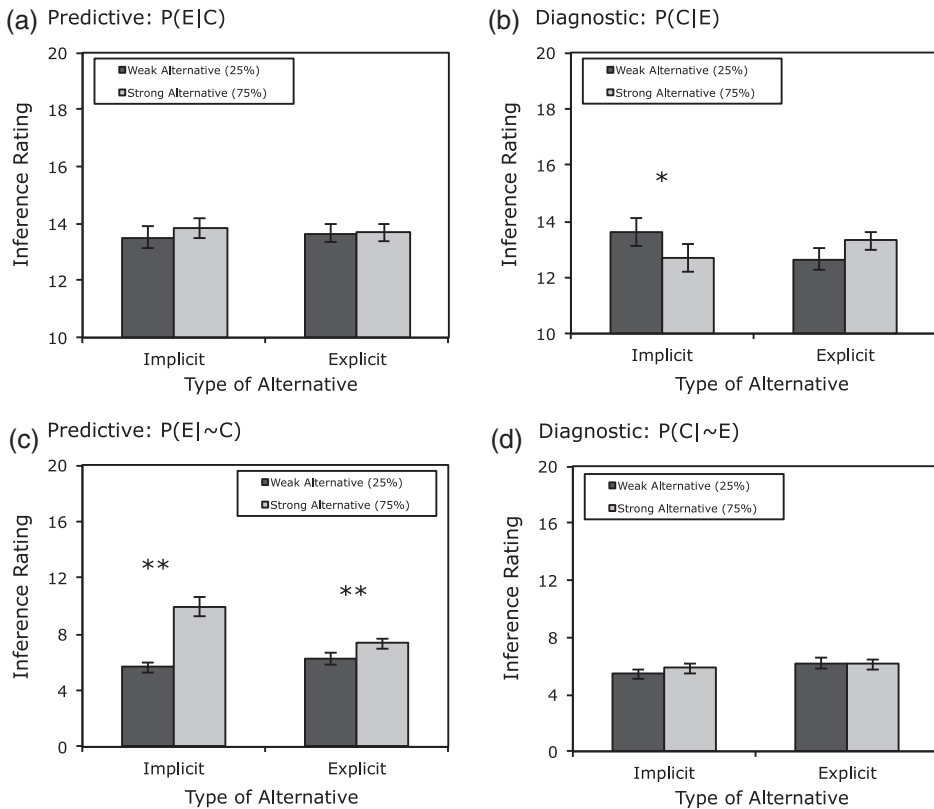 (a) Predictive: P(E|C)
20
18
16
14
12
10
Inference Rating
Weak Alternative (25%)
Strong Alternative (75%)
Implicit
Explicit
Type of Alternative
(b) Diagnostic: P(C|E)
20
18
16
14
12
10
Inference Rating
Weak Alternative (25%)
Strong Alternative (75%)
*
Implicit
Explicit
Type of Alternative
(c) Predictive: P(E|~C)
20
16
12
8
4
0
Inference Rating
Weak Alternative (25%)
Strong Alternative (75%)
**
**
Implicit
Explicit
Type of Alternative
(d) Diagnostic: P(C|~E)
20
16
12
8
4
0
Inference Rating
Weak Alternative (25%)
Strong Alternative (75%)
Implicit
Explicit
Type of Alternative